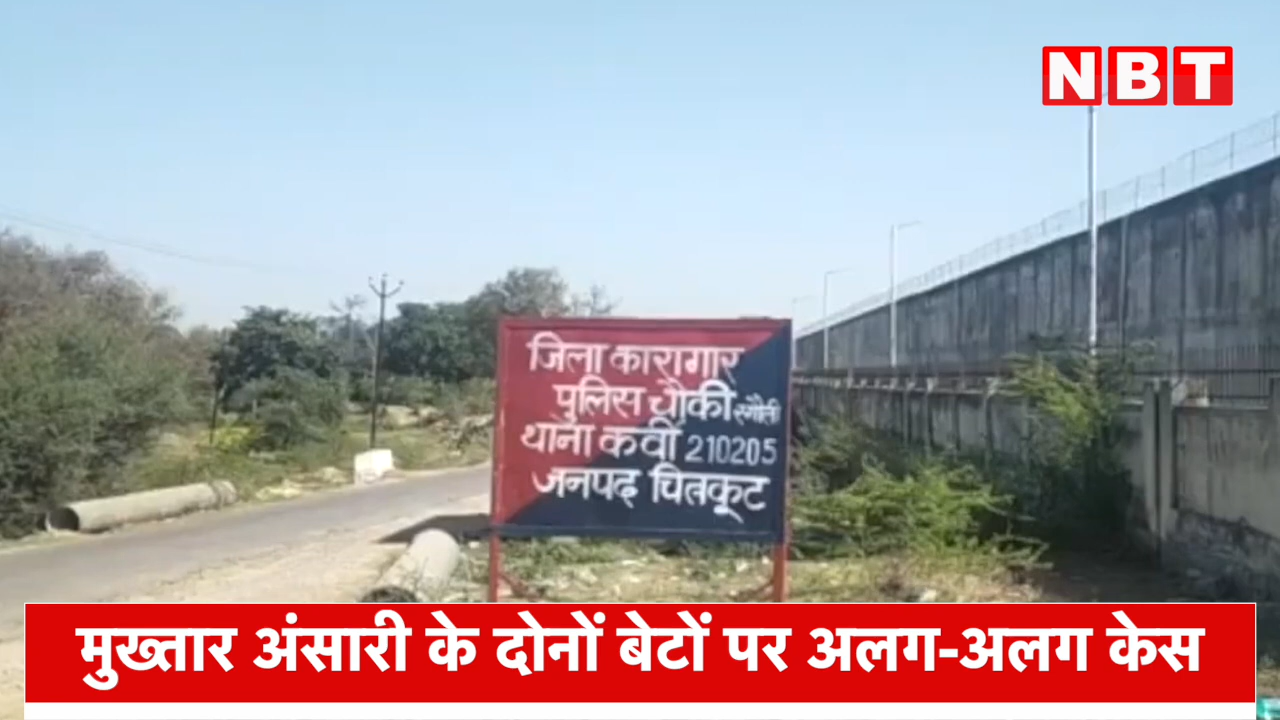 NBT
जिला कारागार
पुलिस चौकी रगौली
थाना कर्वी 210205
जनपद चित्रकूट
मुख्तार अंसारी के दोनों बेटों पर अलग-अलग केस